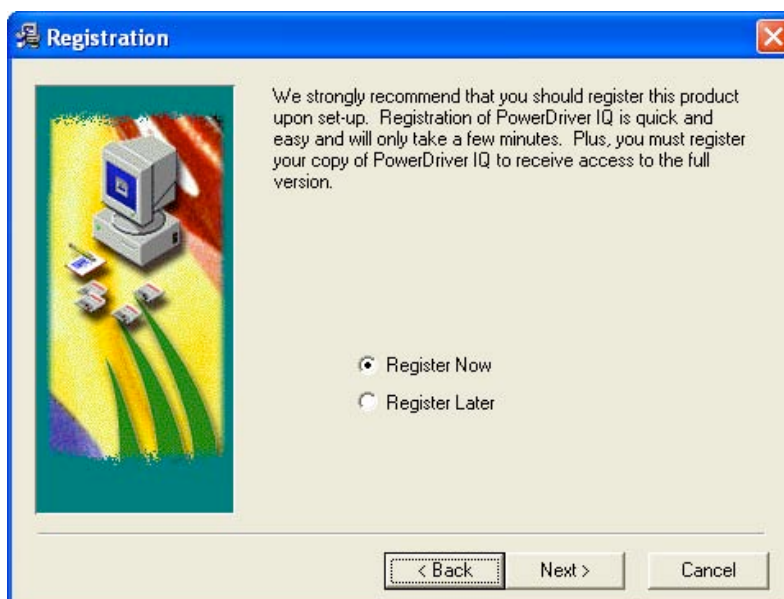 Registration
We strongly recommend that you should register this product
upon set-up. Registration of PowerDriver IQ is quick and
easy and will only take a few minutes. Plus, you must register
your copy of PowerDriver IQ to receive access to the full
version.
Register Now
Register Later
< Back
Next >
Cancel